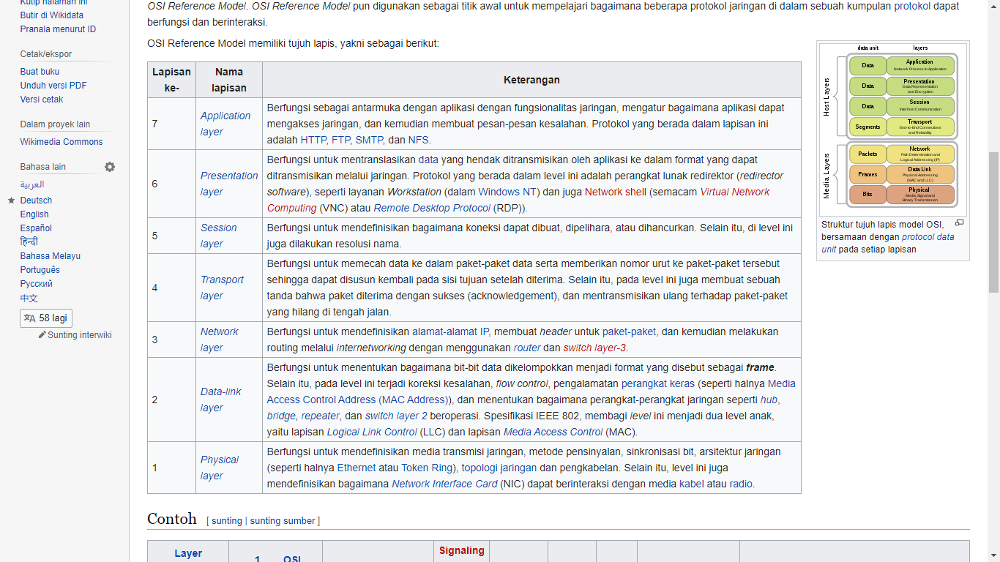 Kutip halaman ini
Butir di Wikidata
Pranala menurut ID
Cetak/ekspor
Buat buku
Unduh versi PDF
Versi cetak
Dalam proyek lain
Wikimedia Commons
Bahasa lain
العربية
Deutsch
English
Español
हिन्दी
Bahasa Melayu
Português
Русский
中文
58 lagi
Sunting interwiki
OSI Reference Model. OSI Reference Model pun digunakan sebagai titik awal untuk mempelajari bagaimana beberapa protokol jaringan di dalam sebuah kumpulan protokol dapat
berfungsi dan berinteraksi.
OSI Reference Model memiliki tujuh lapis, yakni sebagai berikut:
Lapisan ke- Nama lapisan Keterangan
7 Application layer Berfungsi sebagai antarmuka dengan aplikasi dengan fungsionalitas jaringan, mengatur bagaimana aplikasi dapat
mengakses jaringan, dan kemudian membuat pesan-pesan kesalahan. Protokol yang berada dalam lapisan ini
adalah HTTP, FTP, SMTP, dan NFS.
6 Presentation layer Berfungsi untuk mentranslasikan data yang hendak ditransmisikan oleh aplikasi ke dalam format yang dapat
ditransmisikan melalui jaringan. Protokol yang berada dalam level ini adalah perangkat lunak redirektor (redirector
software), seperti layanan Workstation (dalam Windows NT) dan juga Network shell (semacam Virtual Network
Computing (VNC) atau Remote Desktop Protocol (RDP)).
5 Session layer Berfungsi untuk mendefinisikan bagaimana koneksi dapat dibuat, dipelihara, atau dihancurkan. Selain itu, di level ini
juga dilakukan resolusi nama.
4 Transport layer Berfungsi untuk memecah data ke dalam paket-paket data serta memberikan nomor urut ke paket-paket tersebut
sehingga dapat disusun kembali pada sisi tujuan setelah diterima. Selain itu, pada level ini juga membuat sebuah
tanda bahwa paket diterima dengan sukses (acknowledgement), dan mentransmisikan ulang terhadap paket-paket
yang hilang di tengah jalan.
3 Network layer Berfungsi untuk mendefinisikan alamat-alamat IP, membuat header untuk paket-paket, dan kemudian melakukan
routing melalui internetworking dengan menggunakan router dan switch layer-3.
2 Data-link layer Berfungsi untuk menentukan bagaimana bit-bit data dikelompokkan menjadi format yang disebut sebagai frame.
Selain itu, pada level ini terjadi koreksi kesalahan, flow control, pengalamatan perangkat keras (seperti halnya Media
Access Control Address (MAC Address)), dan menentukan bagaimana perangkat-perangkat jaringan seperti hub,
bridge, repeater, dan switch layer 2 beroperasi. Spesifikasi IEEE 802, membagi level ini menjadi dua level anak,
yaitu lapisan Logical Link Control (LLC) dan lapisan Media Access Control (MAC).
1 Physical layer Berfungsi untuk mendefinisikan media transmisi jaringan, metode pensinyalan, sinkronisasi bit, arsitektur jaringan
(seperti halnya Ethernet atau Token Ring), topologi jaringan dan pengkabelan. Selain itu, level ini juga
mendefinisikan bagaimana Network Interface Card (NIC) dapat berinteraksi dengan media kabel atau radio.
data unit layers
Host Layers
Data Application
Network Process to Application
Data Presentation
Data Representation
and Encryption
Data Session
Interhost Communication
Segments Transport
End-to-End Connections
and Reliability
Media Layers
Packets Network
Path Determination and
Logical Addressing (IP)
Frames Data Link
Physical Addressing
(MAC and LLC)
Bits Physical
Media, Signal and
Binary Transmission
Struktur tujuh lapis model OSI,
bersamaan dengan protocol data
unit pada setiap lapisan
Contoh [ sunting | sunting sumber ]
Layer 1 OSI Signaling